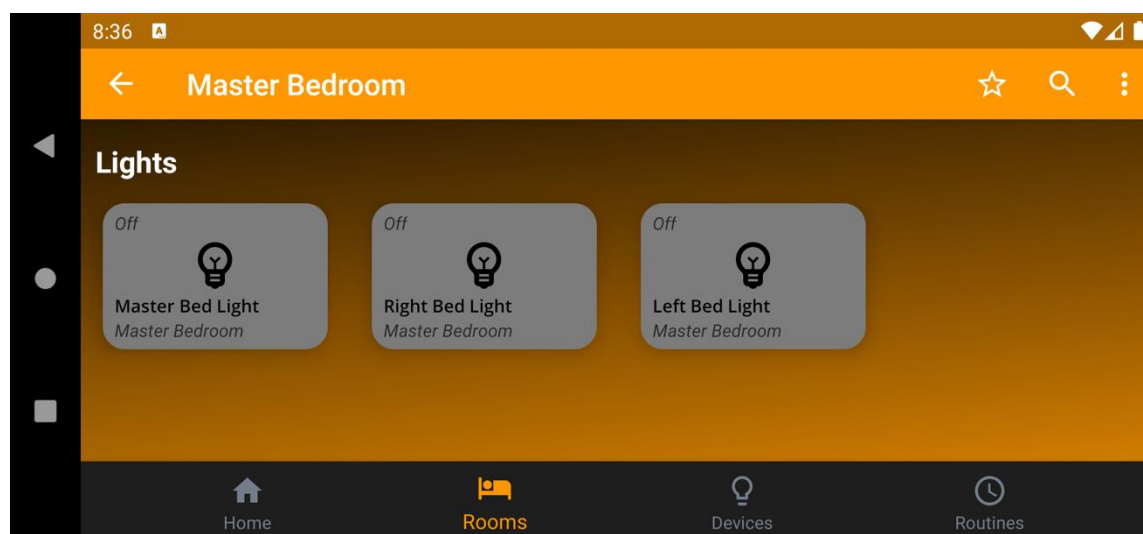 8:36 A
Master Bedroom
Lights
Off
Off
Off
Master Bed Light
Right Bed Light
Left Bed Light
Master Bedroom
Master Bedroom
Master Bedroom
Home
Rooms
Devices
Routines